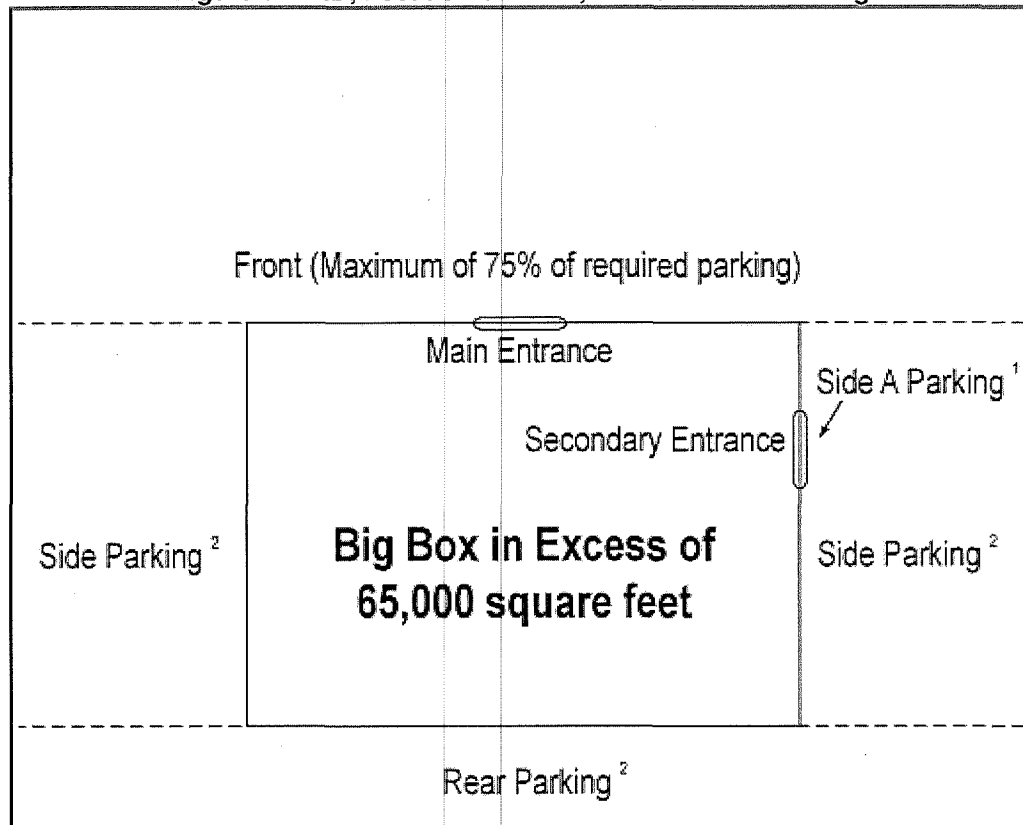 Front (Maximum of 75% of required parking)
Main Entrance
Side A Parking 1
Secondary Entrance
Big Box in Excess of
65,000 square feet
Side Parking 2
Side Parking 2
Rear Parking 2